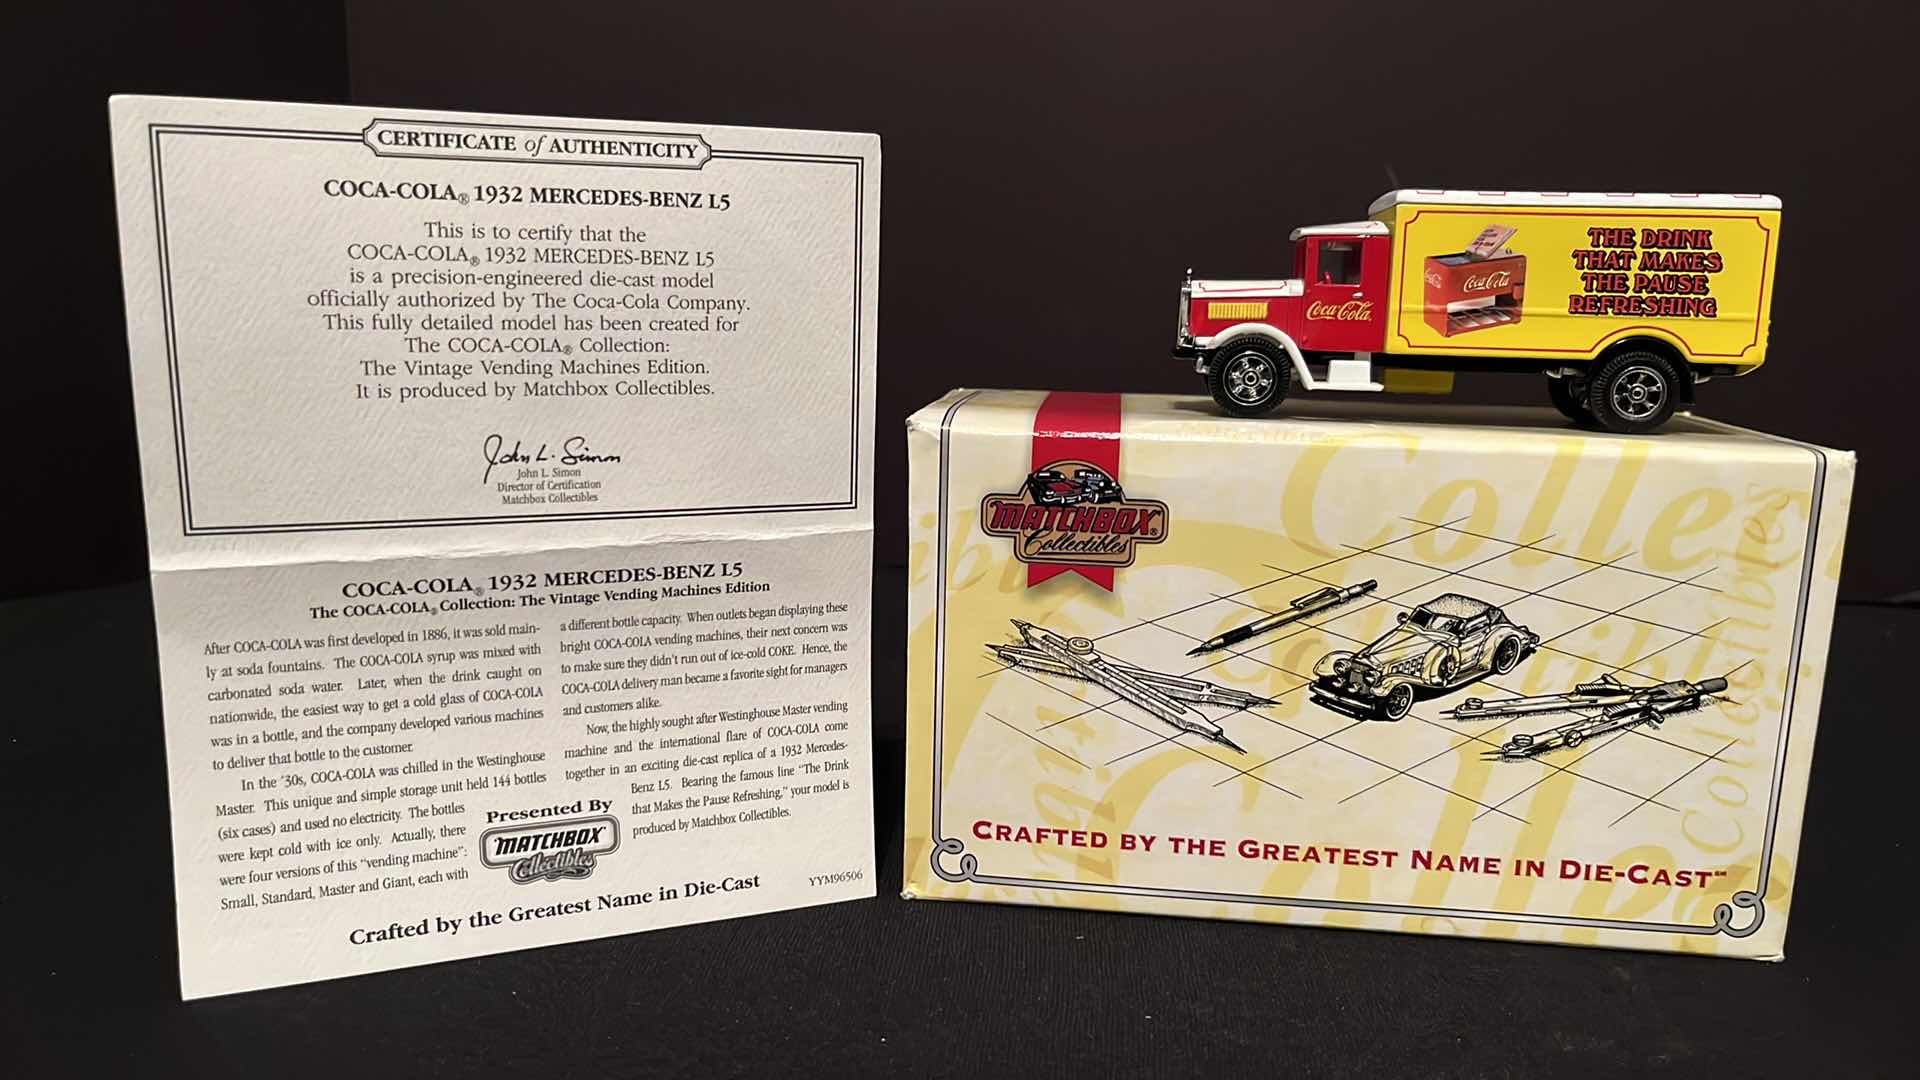 CERTIFICATE of AUTHENTICITY
COCA-COLA® 1932 MERCEDES-BENZ L5
This is to certify that the
COCA-COLA® 1932 MERCEDES-BENZ L5
is a precision-engineered die-cast model
officially authorized by The Coca-Cola Company.
This fully detailed model has been created for
The COCA-COLA® Collection:
The Vintage Vending Machines Edition.
It is produced by Matchbox Collectibles.
John L. Simon
John L. Simon
Director of Certification
Matchbox Collectibles
COCA-COLA® 1932 MERCEDES-BENZ L5
The COCA-COLA® Collection: The Vintage Vending Machines Edition
After COCA-COLA was first developed in 1886, it was sold main-
ly at soda fountains. The COCA-COLA syrup was mixed with
carbonated soda water. Later, when the drink caught on
nationwide, the easiest way to get a cold glass of COCA-COLA
was in a bottle, and the company developed various machines
to deliver that bottle to the customer.
In the '30s, COCA-COLA was chilled in the Westinghouse
Master. This unique and simple storage unit held 144 bottles
(six cases) and used no electricity. The bottles
were kept cold with ice only. Actually, there
were four versions of this "vending machine":
Small, Standard, Master and Giant, each with
a different bottle capacity. When outlets began displaying these
bright COCA-COLA vending machines, their next concern was
to make sure they didn't run out of ice-cold COKE. Hence, the
COCA-COLA delivery man became a favorite sight for managers
and customers alike.
Now, the highly sought after Westinghouse Master vending
machine and the international flare of COCA-COLA come
together in an exciting die-cast replica of a 1932 Mercedes-
Benz L5. Bearing the famous line "The Drink
that Makes the Pause Refreshing," your model is
produced by Matchbox Collectibles.
Presented By
MATCHBOX
Collectibles
YYM96506
Crafted by the Greatest Name in Die-Cast
Coca-Cola
Coca-Cola
THE DRINK
THAT MAKES
THE PAUSE
REFRESHING
MATCHBOX®
Collectibles
Collec
Collectibles
CRAFTED BY THE GREATEST NAME IN DIE-CAST℠